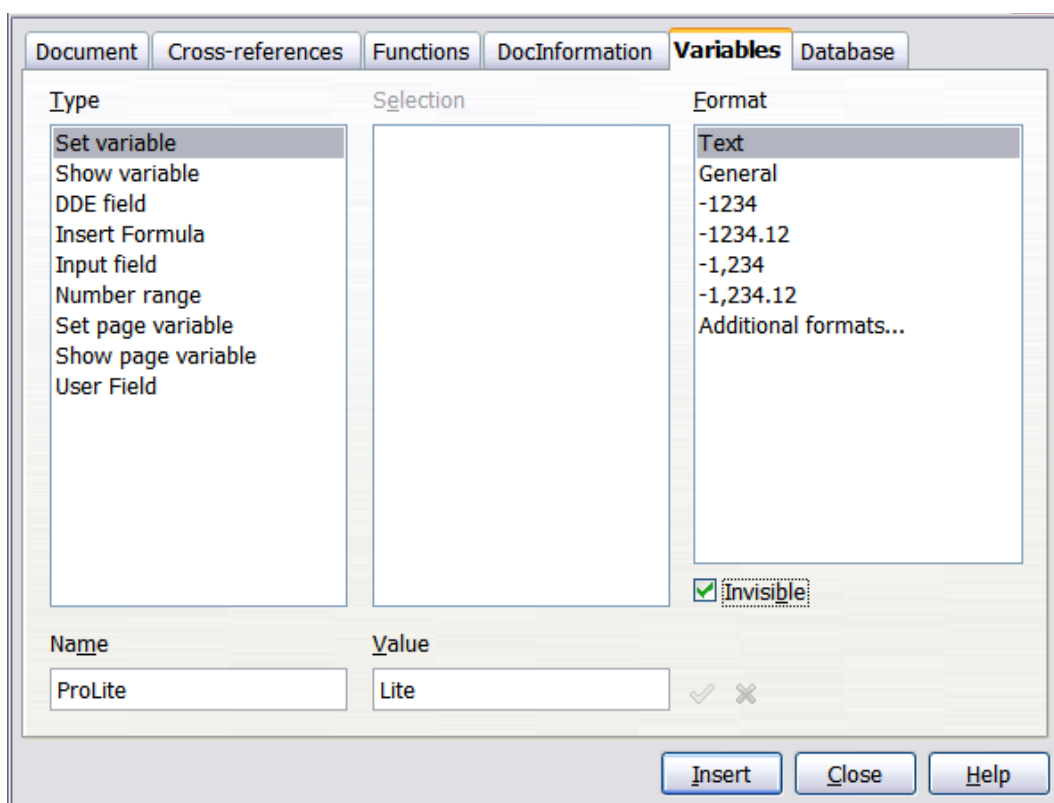 Document Cross-references Functions DocInformation Variables Database
Type Selection Format
Set variable
Show variable
DDE field
Insert Formula
Input field
Number range
Set page variable
Show page variable
User Field
Text
General
-1234
-1234.12
-1,234
-1,234.12
Additional formats...
Invisible
Name Value
ProLite Lite
Insert Close Help